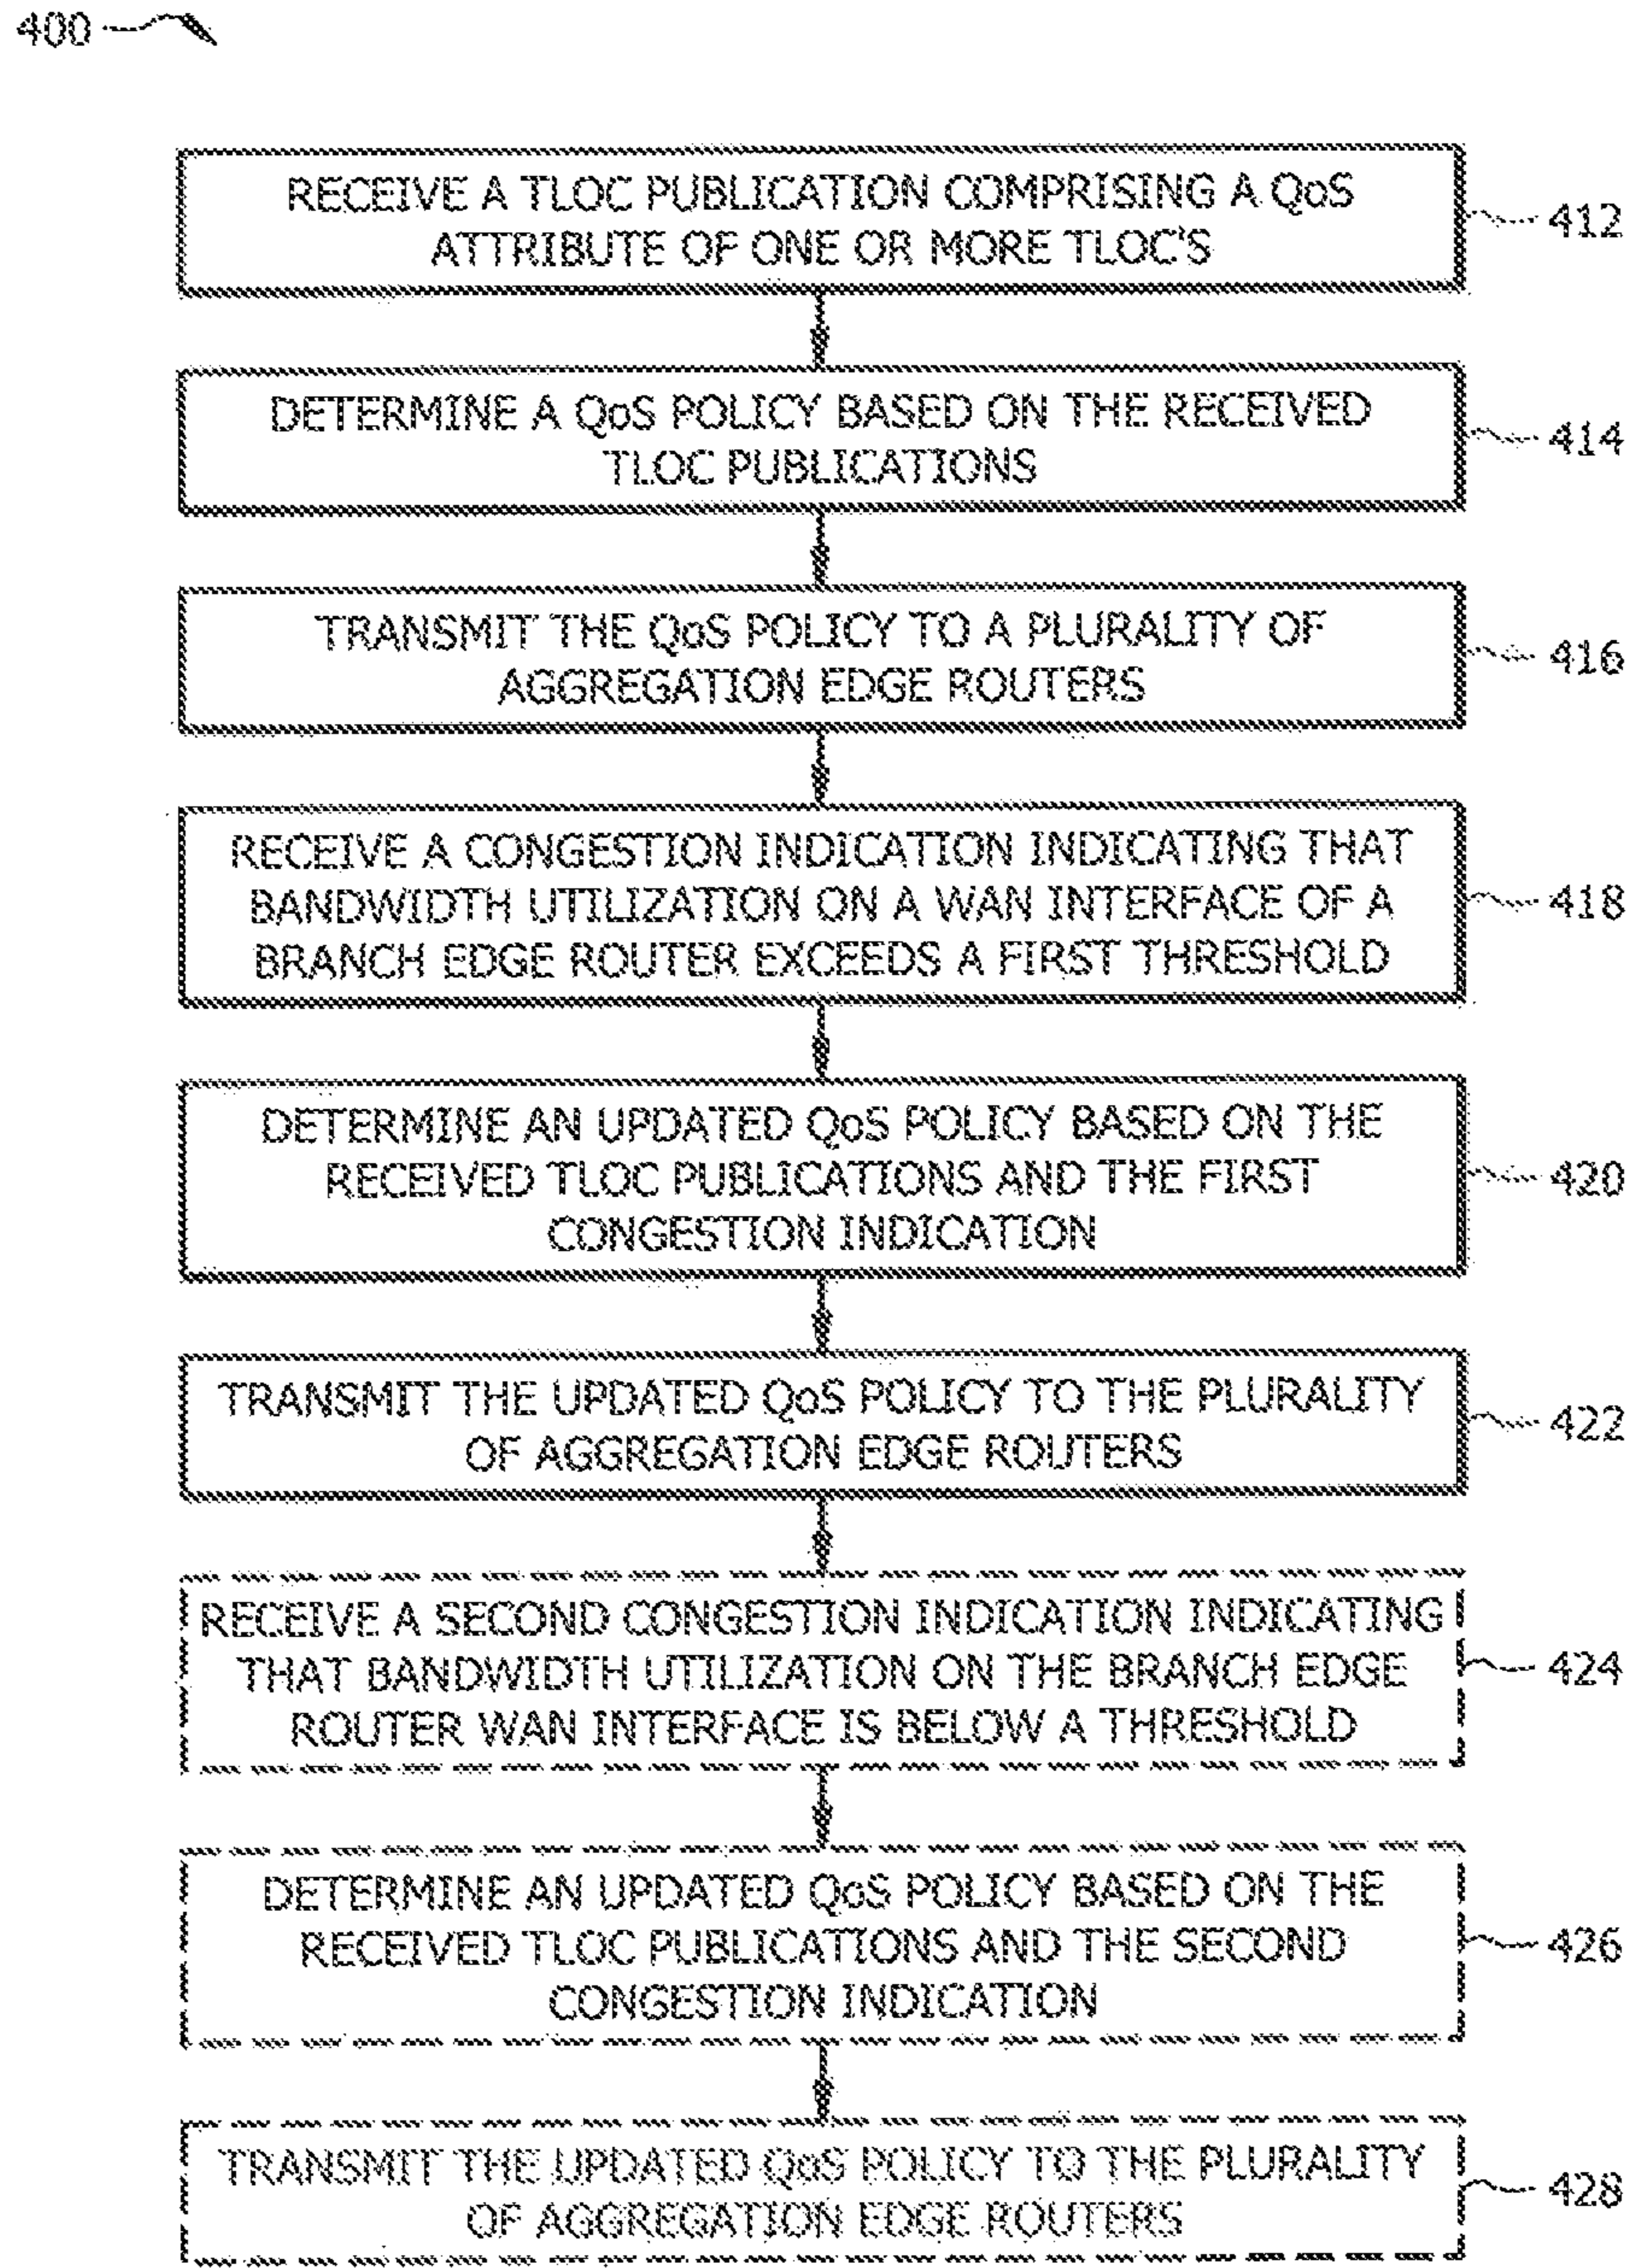 400
RECEIVE A TLOC PUBLICATION COMPRISING A QoS
ATTRIBUTE OF ONE OR MORE TLOC'S
412
DETERMINE A QoS POLICY BASED ON THE RECEIVED
TLOC PUBLICATIONS
414
TRANSMIT THE QoS POLICY TO A PLURALITY OF
AGGREGATION EDGE ROUTERS
416
RECEIVE A CONGESTION INDICATION INDICATING THAT
BANDWIDTH UTILIZATION ON A WAN INTERFACE OF A
BRANCH EDGE ROUTER EXCEEDS A FIRST THRESHOLD
418
DETERMINE AN UPDATED QoS POLICY BASED ON THE
RECEIVED TLOC PUBLICATIONS AND THE FIRST
CONGESTION INDICATION
420
TRANSMIT THE UPDATED QoS POLICY TO THE PLURALITY
OF AGGREGATION EDGE ROUTERS
422
RECEIVE A SECOND CONGESTION INDICATION INDICATING
THAT BANDWIDTH UTILIZATION ON THE BRANCH EDGE
ROUTER WAN INTERFACE IS BELOW A THRESHOLD
424
DETERMINE AN UPDATED QoS POLICY BASED ON THE
RECEIVED TLOC PUBLICATIONS AND THE SECOND
CONGESTION INDICATION
426
TRANSMIT THE UPDATED QoS POLICY TO THE PLURALITY
OF AGGREGATION EDGE ROUTERS
428